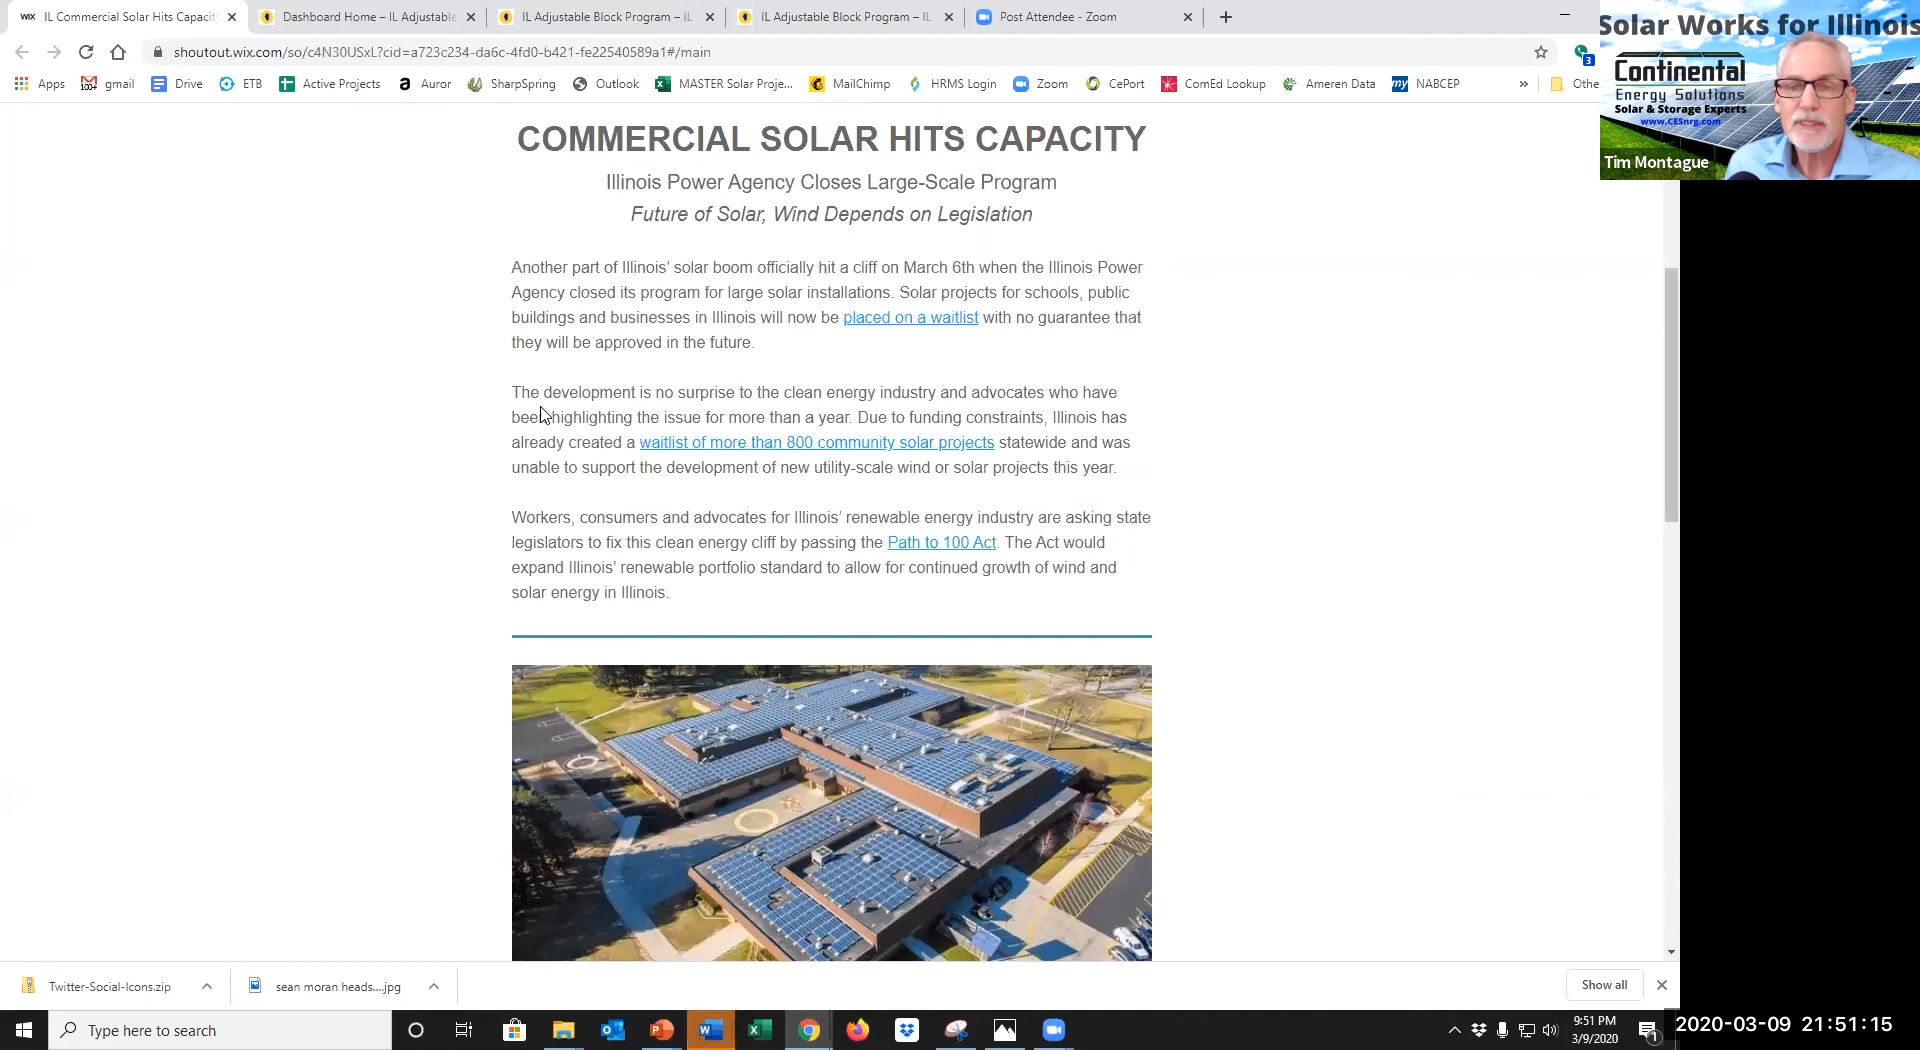 IL Commercial Solar Hits Capacit
Dashboard Home – IL Adjustable
IL Adjustable Block Program – IL
IL Adjustable Block Program – IL
Post Attendee - Zoom
shoutout.wix.com/so/c4N30USxL?cid=a723c234-da6c-4fd0-b421-fe22540589a1#/main
3
Apps
gmail
Drive
ETB
Active Projects
Auror
SharpSpring
Outlook
MASTER Solar Proje...
MailChimp
HRMS Login
Zoom
CePort
ComEd Lookup
Ameren Data
my NABCEP
»
Othe
Solar Works for Illinois
Continental
Energy Solutions
Solar & Storage Experts
www.CESnrg.com
Tim Montague
COMMERCIAL SOLAR HITS CAPACITY
Illinois Power Agency Closes Large-Scale Program
Future of Solar, Wind Depends on Legislation
Another part of Illinois’ solar boom officially hit a cliff on March 6th when the Illinois Power
Agency closed its program for large solar installations. Solar projects for schools, public
buildings and businesses in Illinois will now be placed on a waitlist with no guarantee that
they will be approved in the future.
The development is no surprise to the clean energy industry and advocates who have
been highlighting the issue for more than a year. Due to funding constraints, Illinois has
already created a waitlist of more than 800 community solar projects statewide and was
unable to support the development of new utility-scale wind or solar projects this year.
Workers, consumers and advocates for Illinois’ renewable energy industry are asking state
legislators to fix this clean energy cliff by passing the Path to 100 Act. The Act would
expand Illinois’ renewable portfolio standard to allow for continued growth of wind and
solar energy in Illinois.
Twitter-Social-Icons.zip
sean moran heads....jpg
Show all
Type here to search
9:51 PM
3/9/2020
1
2020-03-09 21:51:15